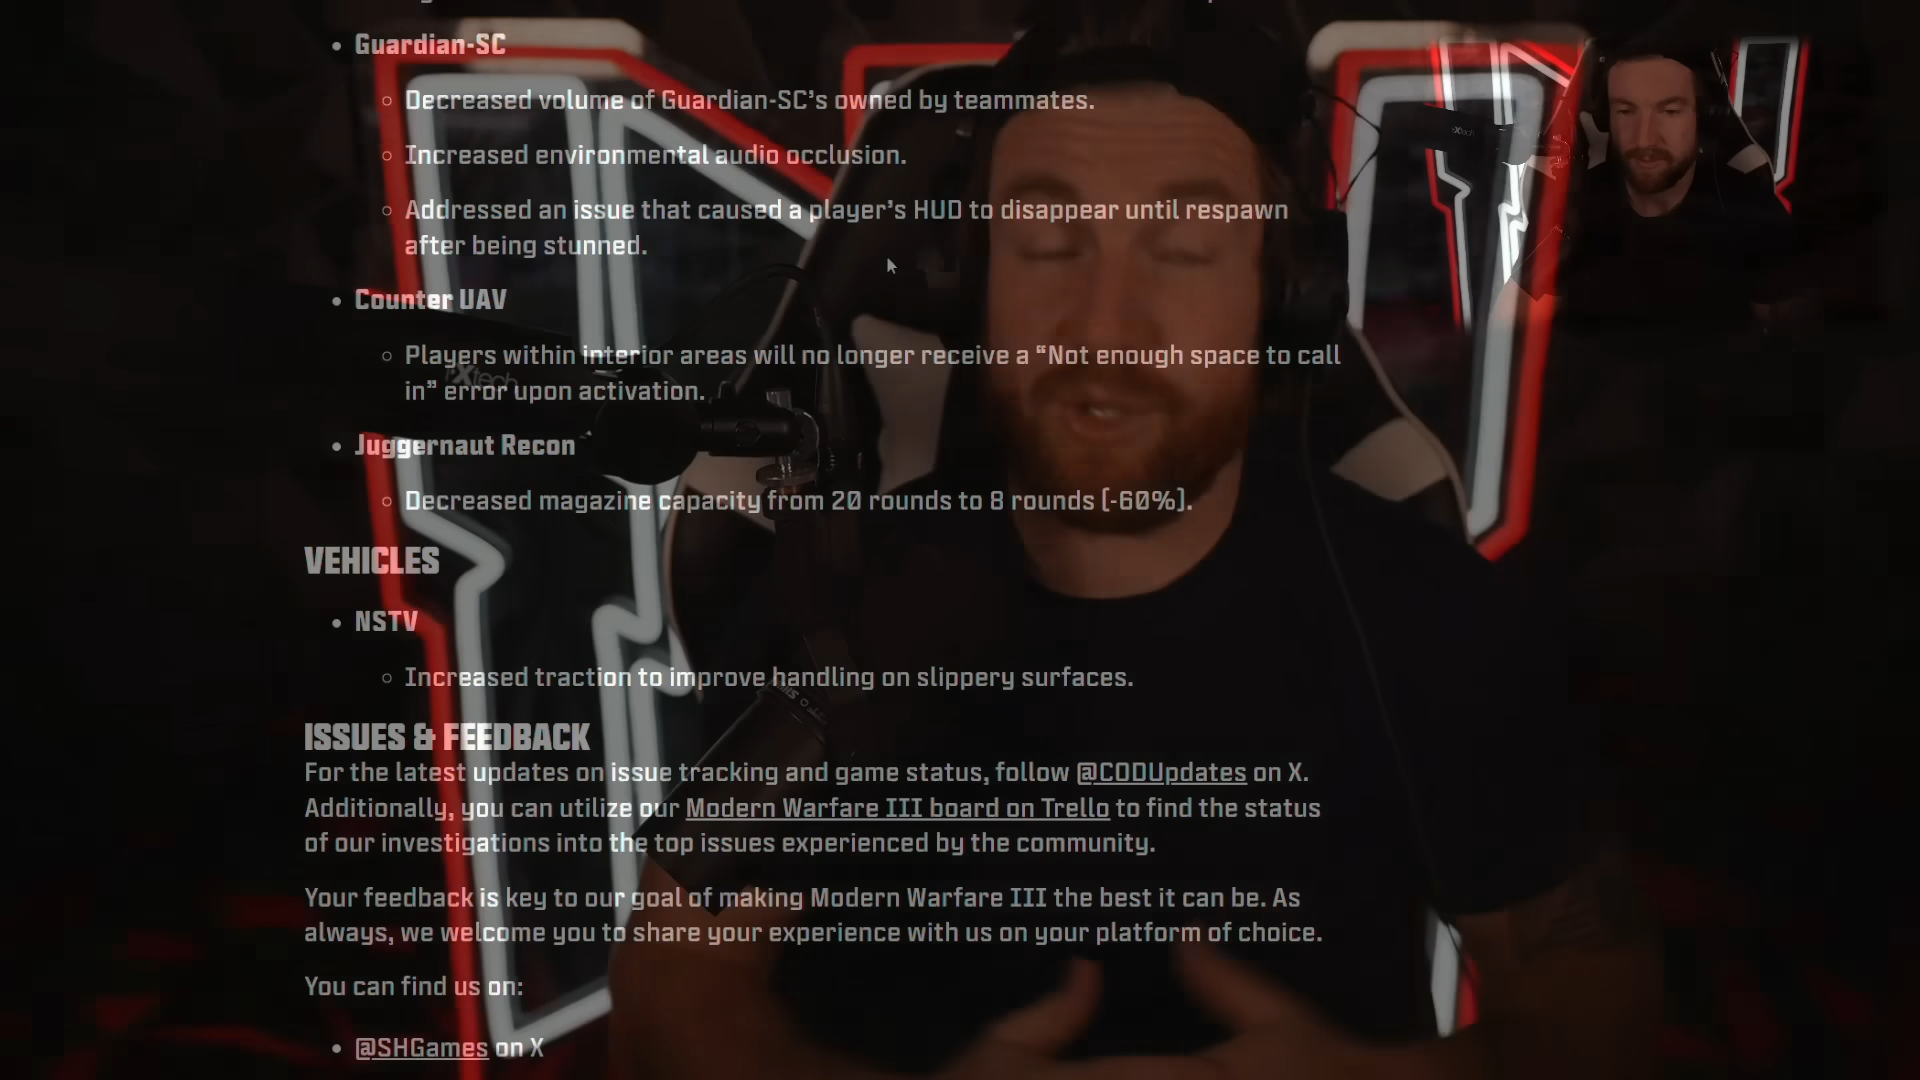 Guardian-SC
Decreased volume of Guardian-SC’s owned by teammates.
Increased environmental audio occlusion.
Addressed an issue that caused a player’s HUD to disappear until respawn
after being stunned.
Counter UAV
Players within interior areas will no longer receive a “Not enough space to call
in” error upon activation.
Juggernaut Recon
Decreased magazine capacity from 20 rounds to 8 rounds (-60%).
VEHICLES
NSTV
Increased traction to improve handling on slippery surfaces.
ISSUES & FEEDBACK
For the latest updates on issue tracking and game status, follow @CODUpdates on X.
Additionally, you can utilize our Modern Warfare III board on Trello to find the status
of our investigations into the top issues experienced by the community.
Your feedback is key to our goal of making Modern Warfare III the best it can be. As
always, we welcome you to share your experience with us on your platform of choice.
You can find us on:
@SHGames on X